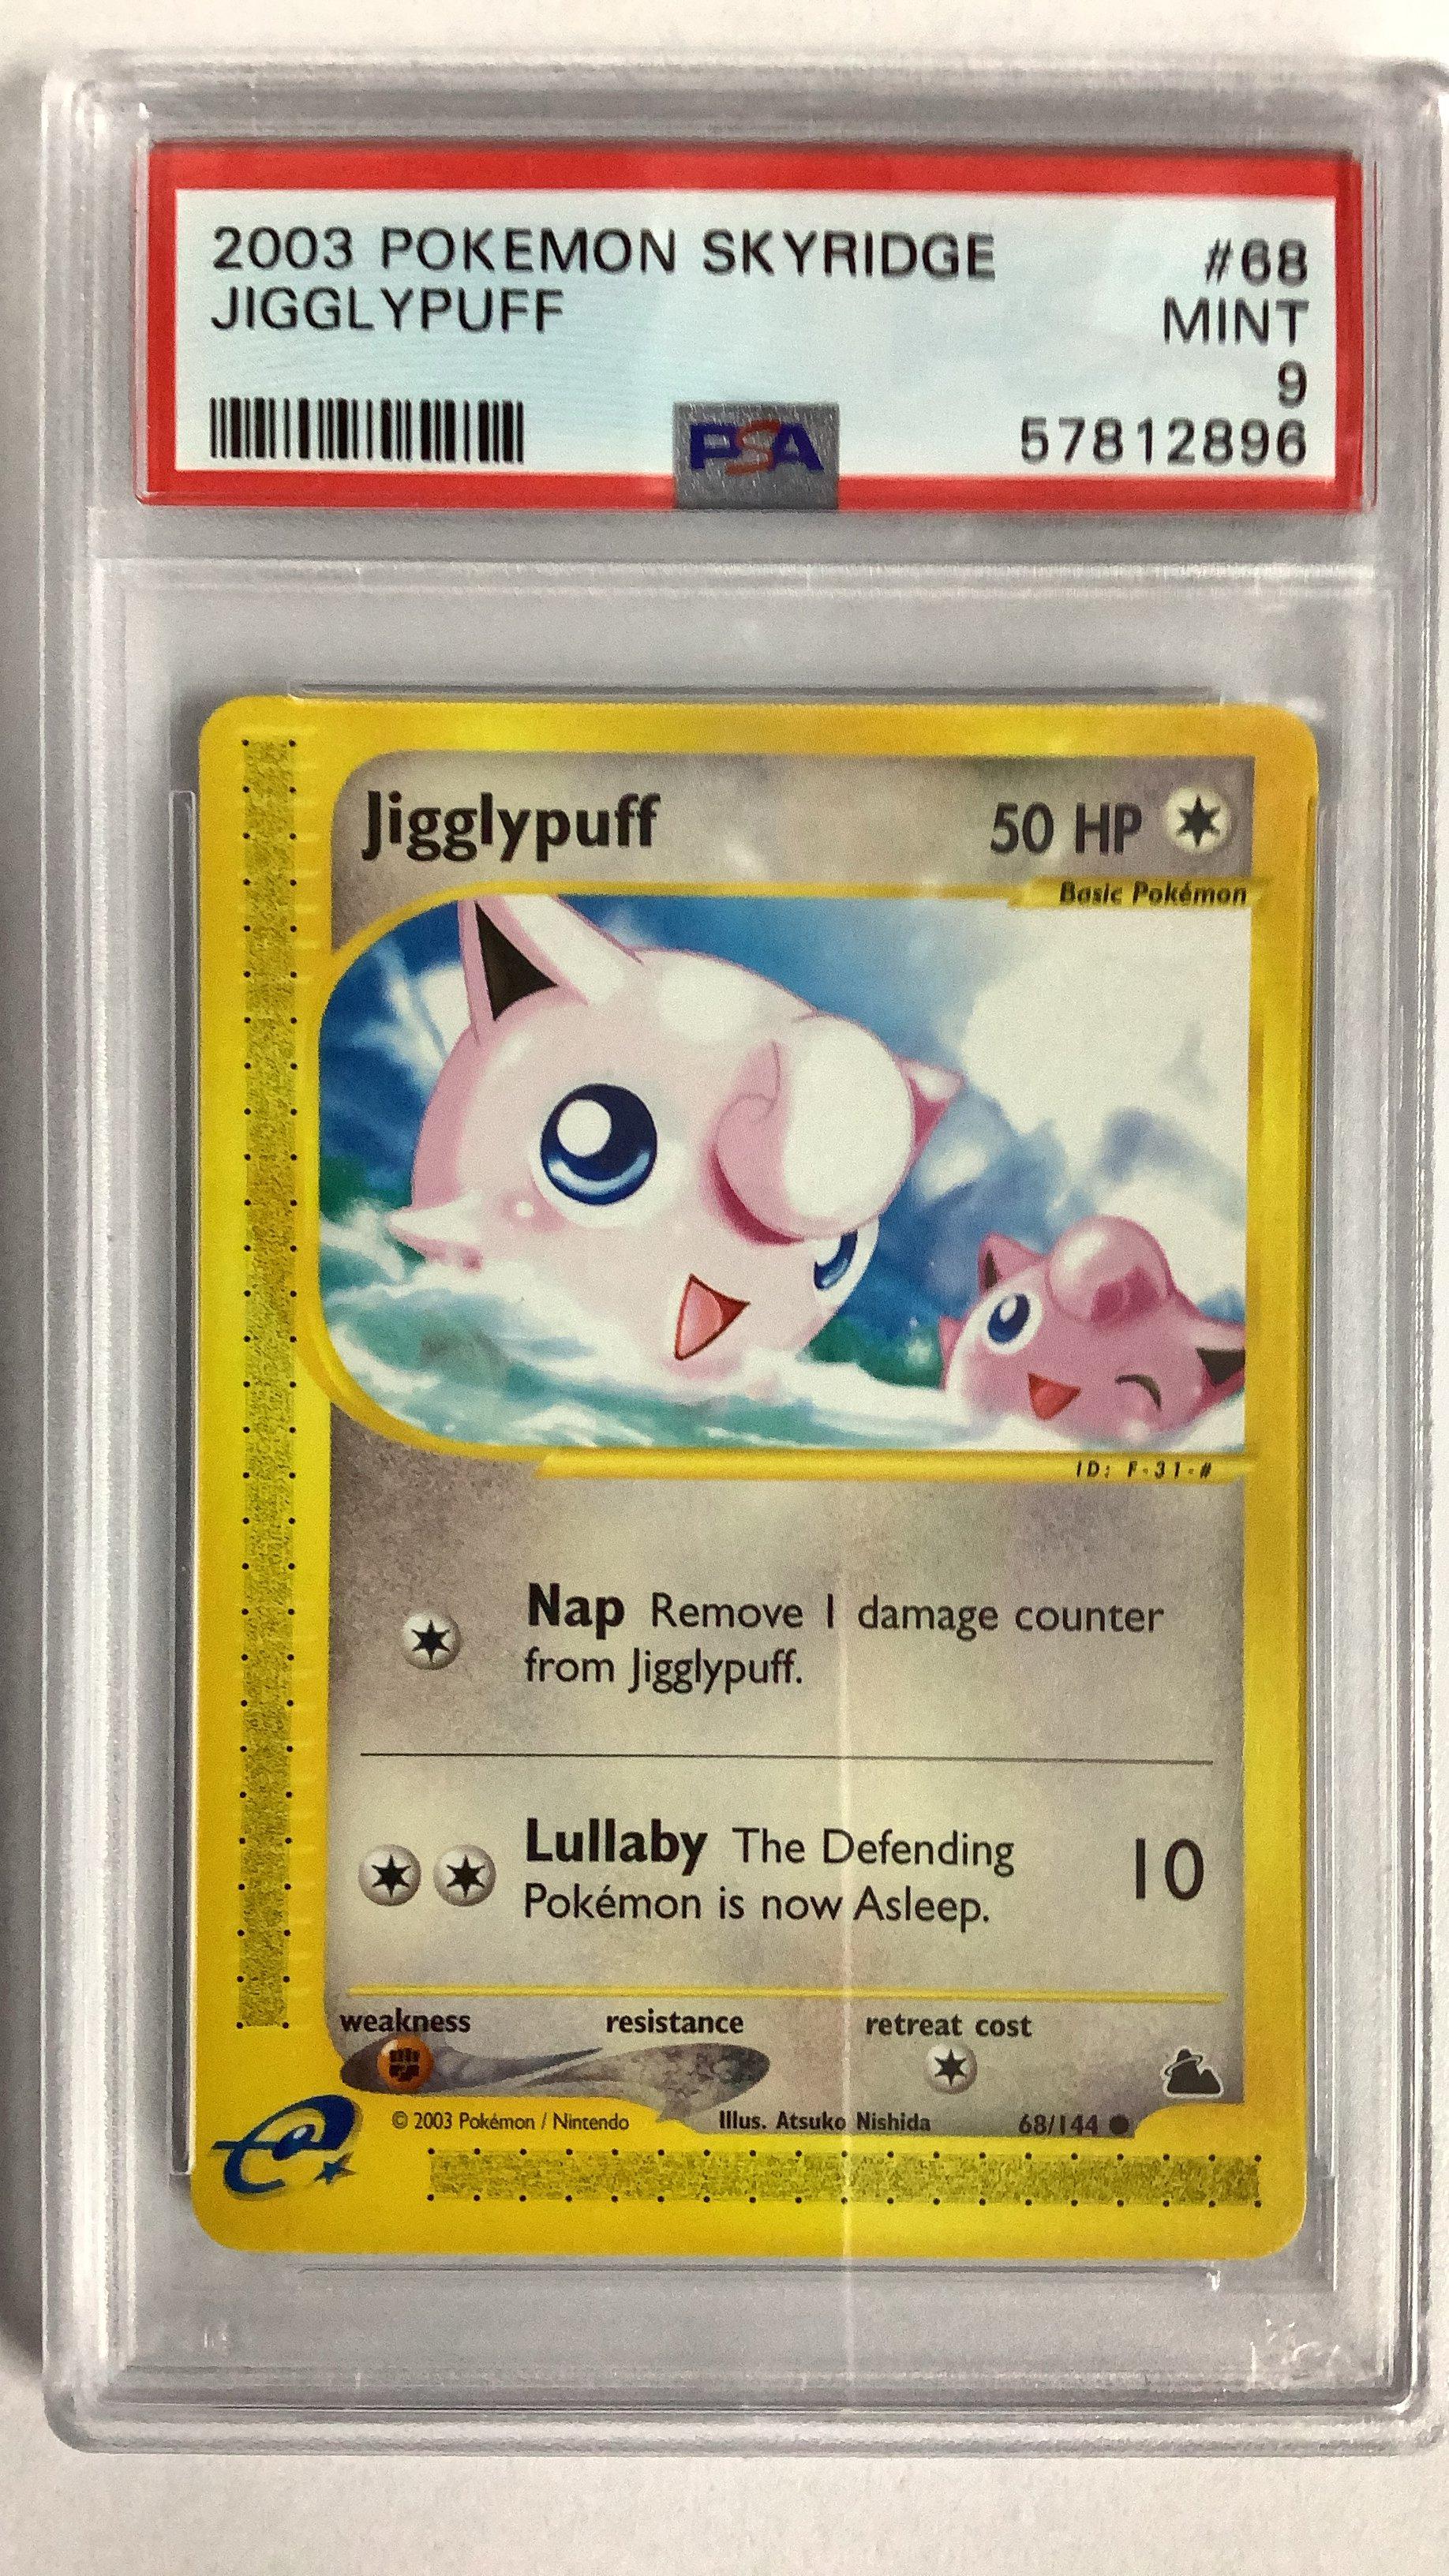 2003 POKEMON SKYRIDGE #68
JIGGLYPUFF MINT
9
PSA 57812896
Jigglypuff 50 HP
Basic Pokémon
ID: F-31-#
Nap Remove 1 damage counter
from Jigglypuff.
Lullaby The Defending
Pokémon is now Asleep.
10
weakness resistance retreat cost
© 2003 Pokémon / Nintendo Illus. Atsuko Nishida 68/144 ●
e